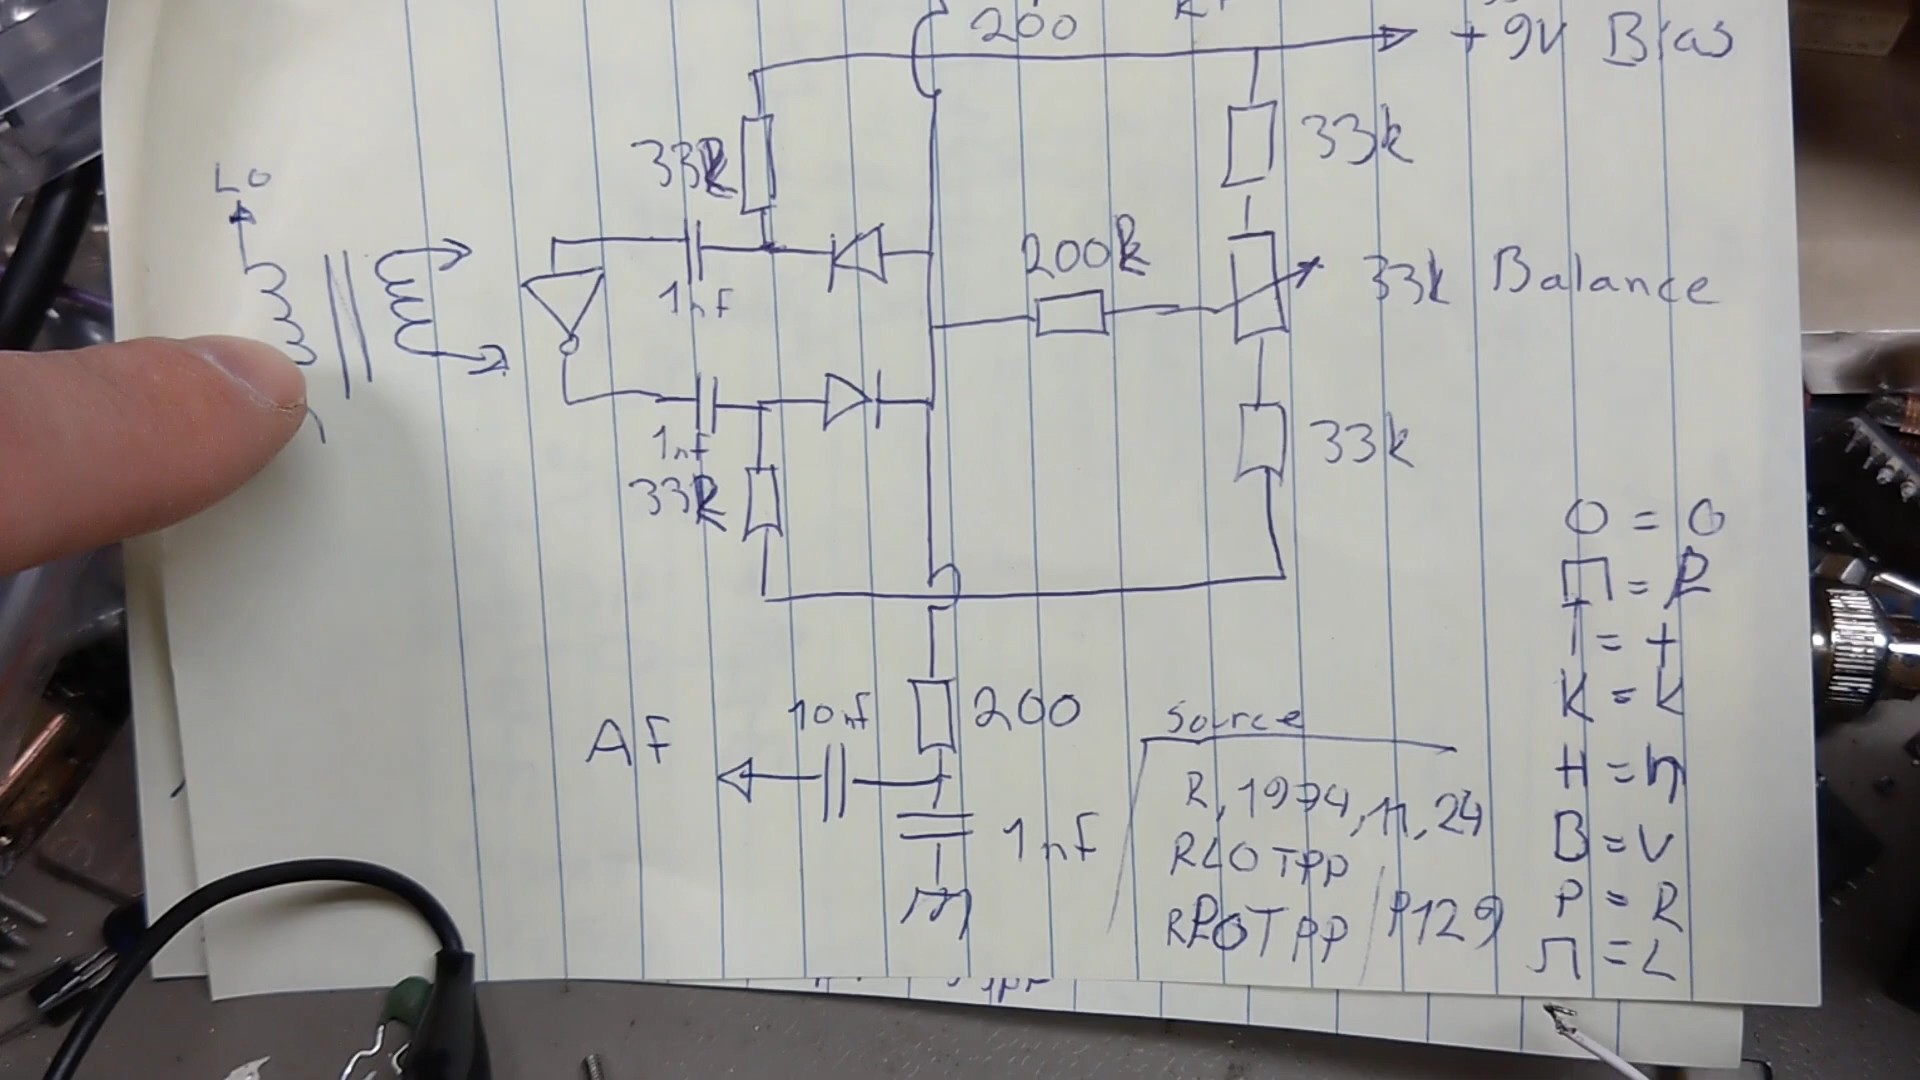 200
+9V Bias
33k
33k
LO
200k
33k Balance
1nF
1nF
33k
33k
O = O
П = P
T = t
K = k
H = n
B = V
P = R
Л = L
10nF
200
AF
1nF
Source
R, 1974, 11, 24
RLOTPP
RPOTPP / P129